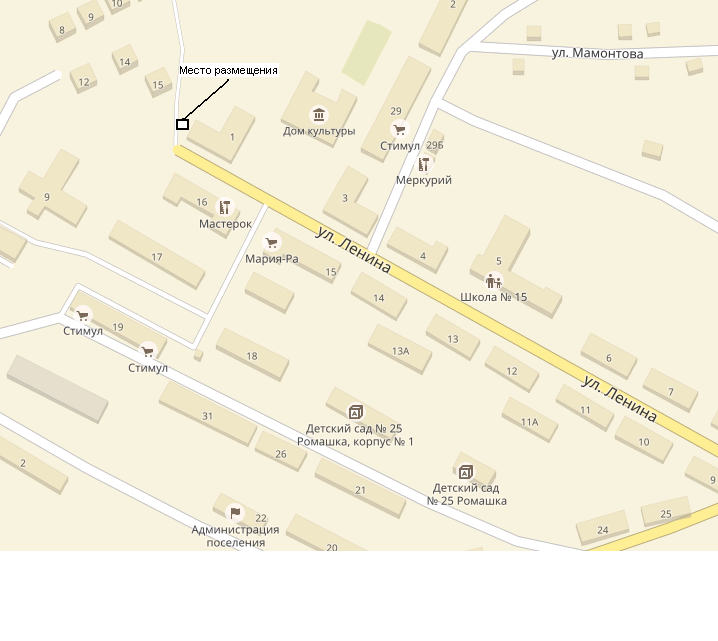 10
9
8
2
ул. Мамонтова
14
12
15
Место размещения
29
1
Дом культуры
Стимул
29Б
Меркурий
9
16
3
Мастерок
ул. Ленина
17
Мария-Ра
15
4
5
14
Школа № 15
19
Стимул
Стимул
18
13
13А
12
6
7
ул. Ленина
31
Детский сад № 25
Ромашка, корпус № 1
11
11А
10
26
2
21
Детский сад
№ 25 Ромашка
9
22
Администрация
поселения
20
24
25